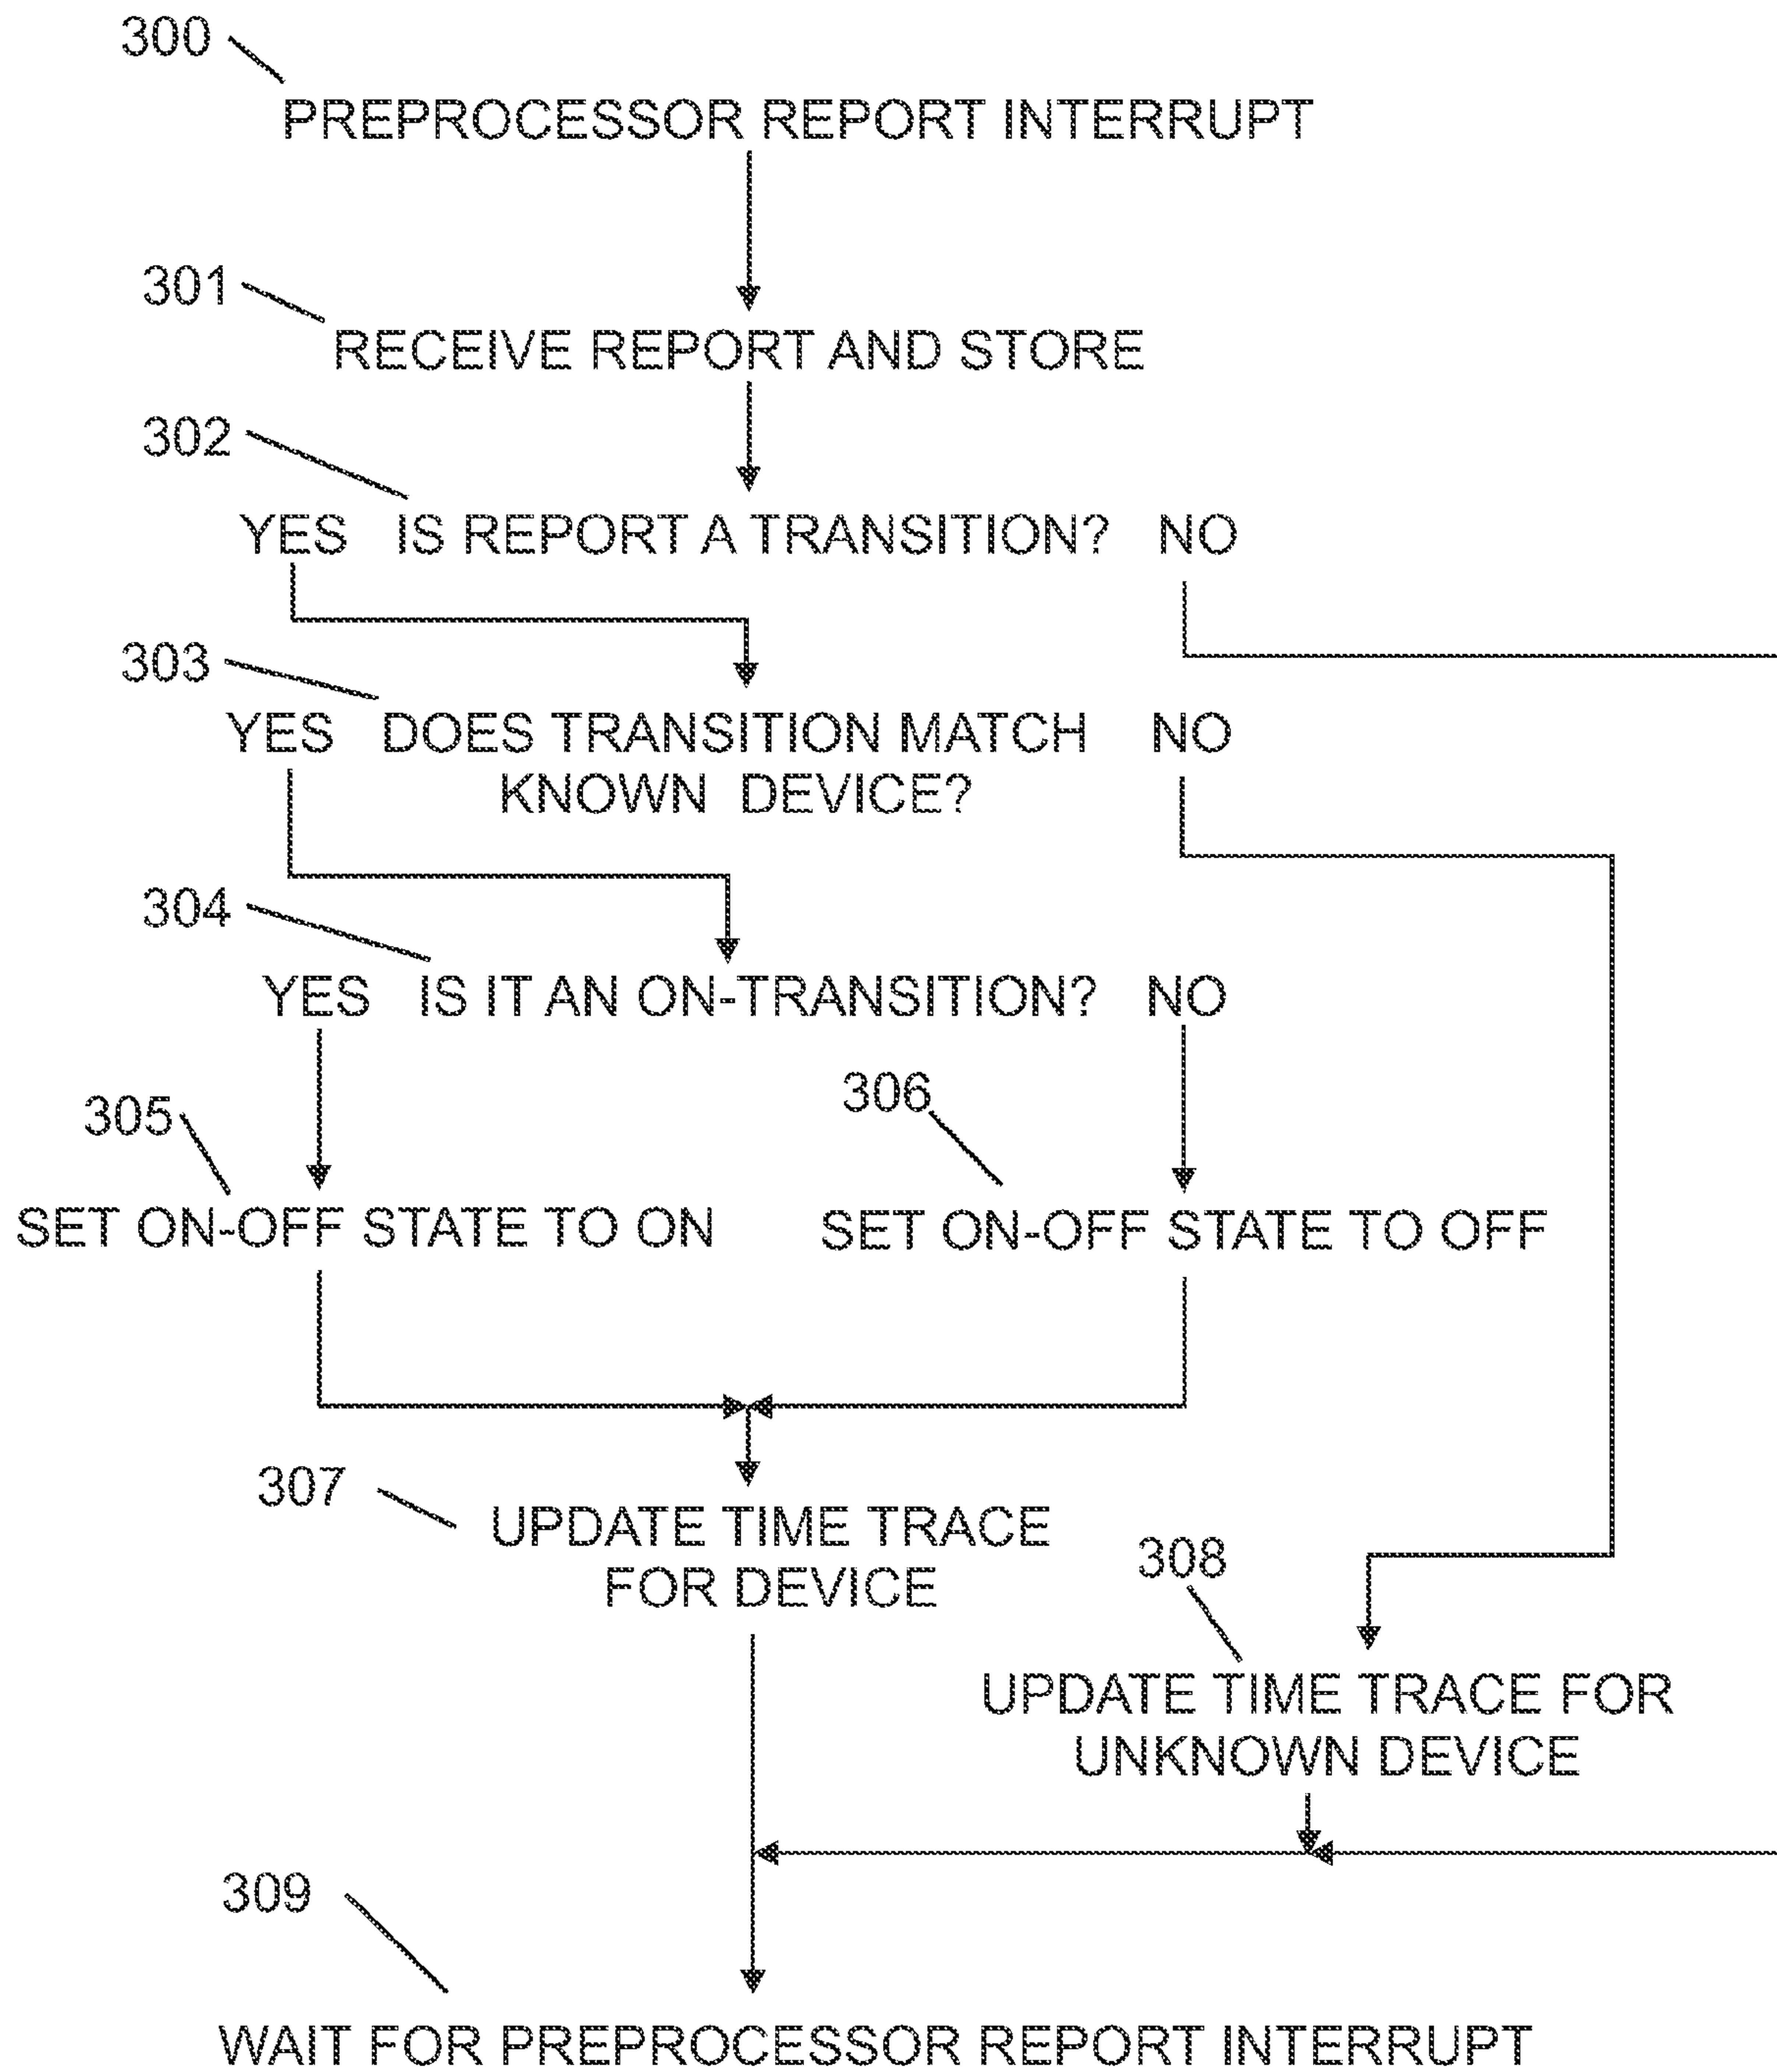 300
PREPROCESSOR REPORT INTERRUPT
301
RECEIVE REPORT AND STORE
302
YES IS REPORT A TRANSITION? NO
303
YES DOES TRANSITION MATCH NO
KNOWN DEVICE?
304
YES IS IT AN ON-TRANSITION? NO
305
306
SET ON-OFF STATE TO ON
SET ON-OFF STATE TO OFF
307
UPDATE TIME TRACE
FOR DEVICE
308
UPDATE TIME TRACE FOR
UNKNOWN DEVICE
309
WAIT FOR PREPROCESSOR REPORT INTERRUPT